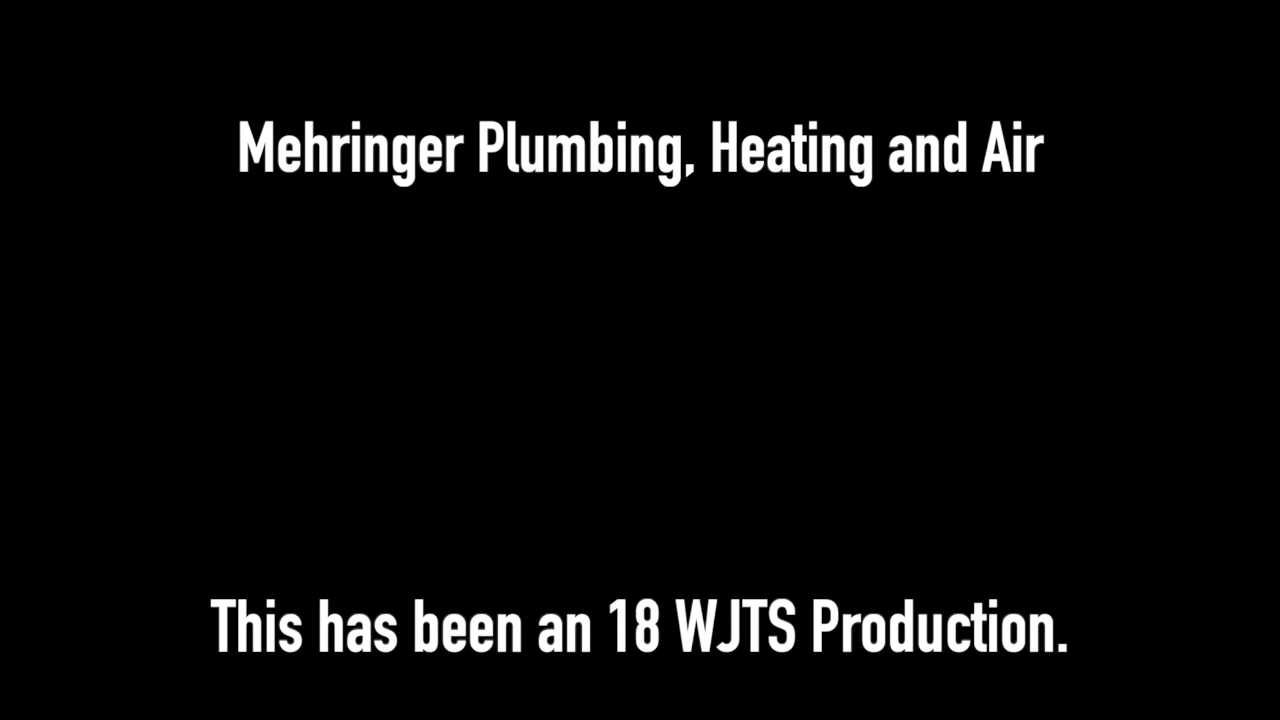 Mehringer Plumbing, Heating and Air
This has been an 18 WJTS Production.